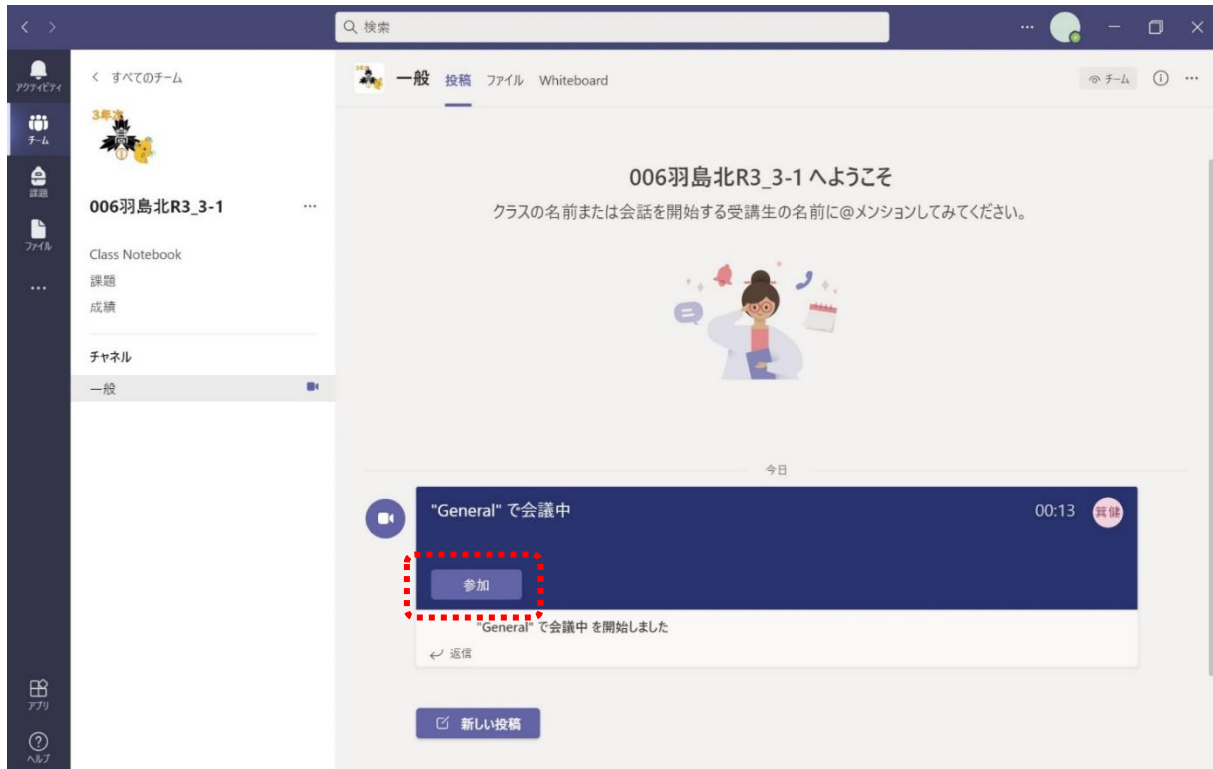 検索
アクティビティ
チーム
課題
ファイル
アプリ
ヘルプ
すべてのチーム
3年次
006羽島北R3_3-1
Class Notebook
課題
成績
チャネル
一般
一般 投稿 ファイル Whiteboard
チーム
006羽島北R3_3-1 へようこそ
クラスの名前または会話を開始する受講生の名前に@メンションしてみてください。
今日
"General" で会議中
00:13
箕健
参加
"General" で会議中 を開始しました
返信
新しい投稿